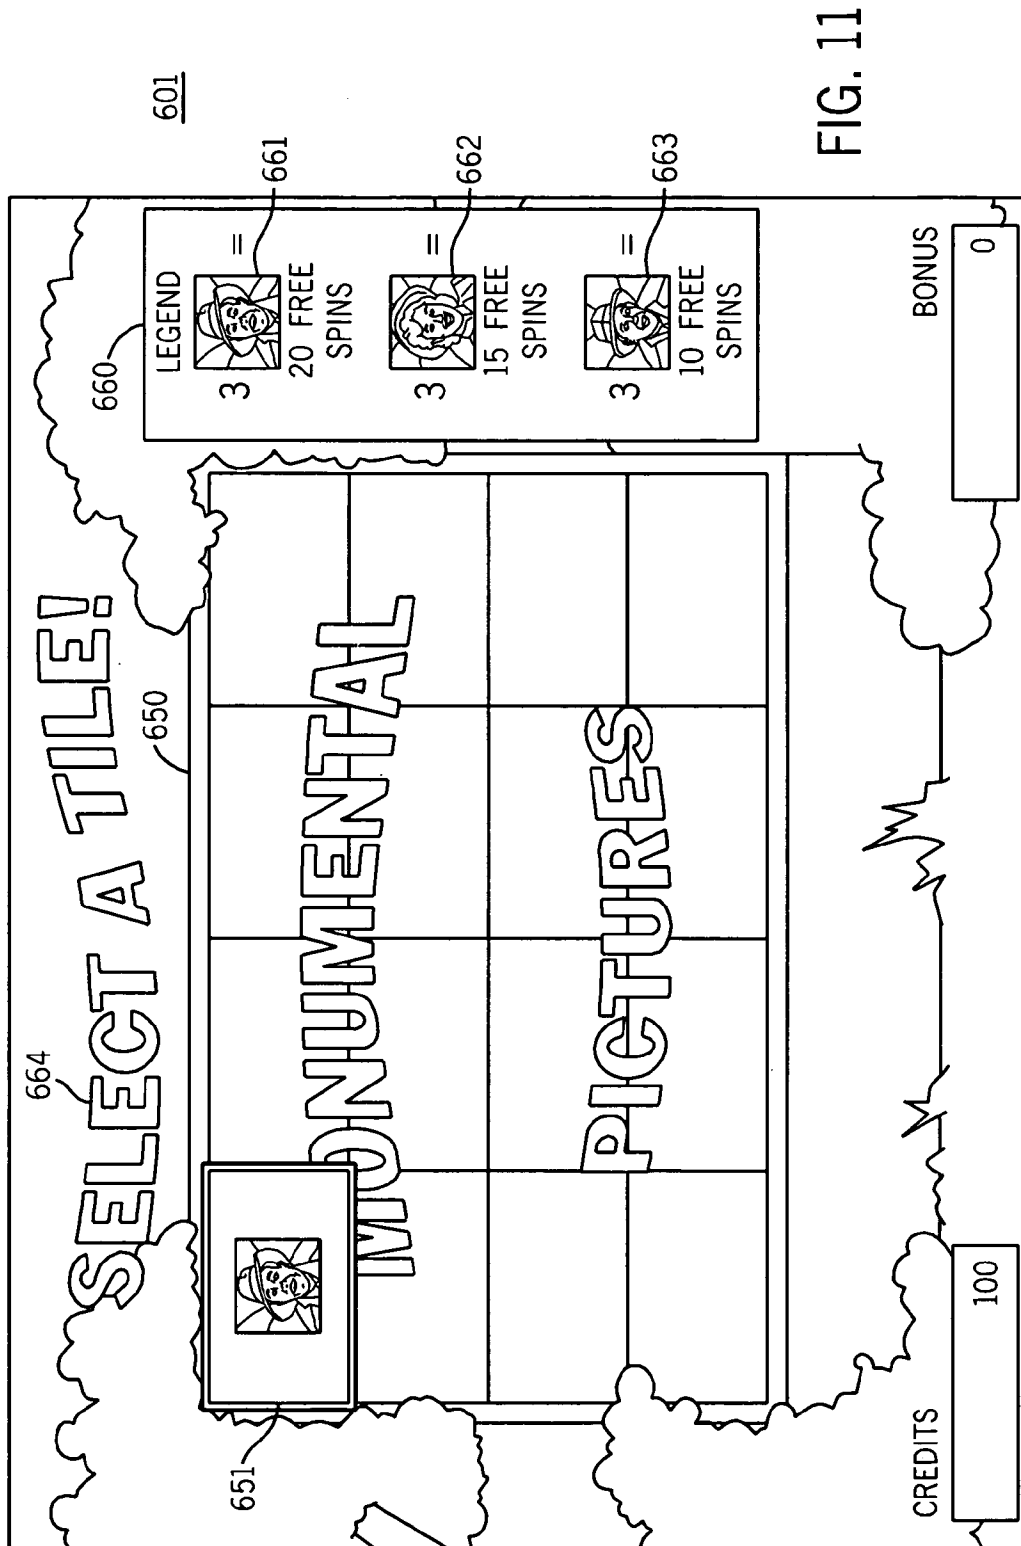 601
664
SELECT A TILE!
650
660
LEGEND
3 =
20 FREE
SPINS
661
3 =
15 FREE
SPINS
662
3 =
10 FREE
SPINS
663
651
MONUMENTAL
PICTURES
CREDITS
100
BONUS
0
FIG. 11